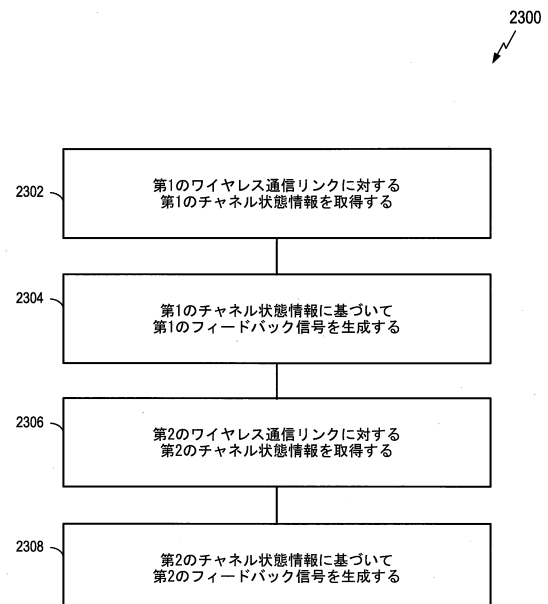 2300
2302
第1のワイヤレス通信リンクに対する
第1のチャネル状態情報を取得する
2304
第1のチャネル状態情報に基づいて
第1のフィードバック信号を生成する
2306
第2のワイヤレス通信リンクに対する
第2のチャネル状態情報を取得する
2308
第2のチャネル状態情報に基づいて
第2のフィードバック信号を生成する